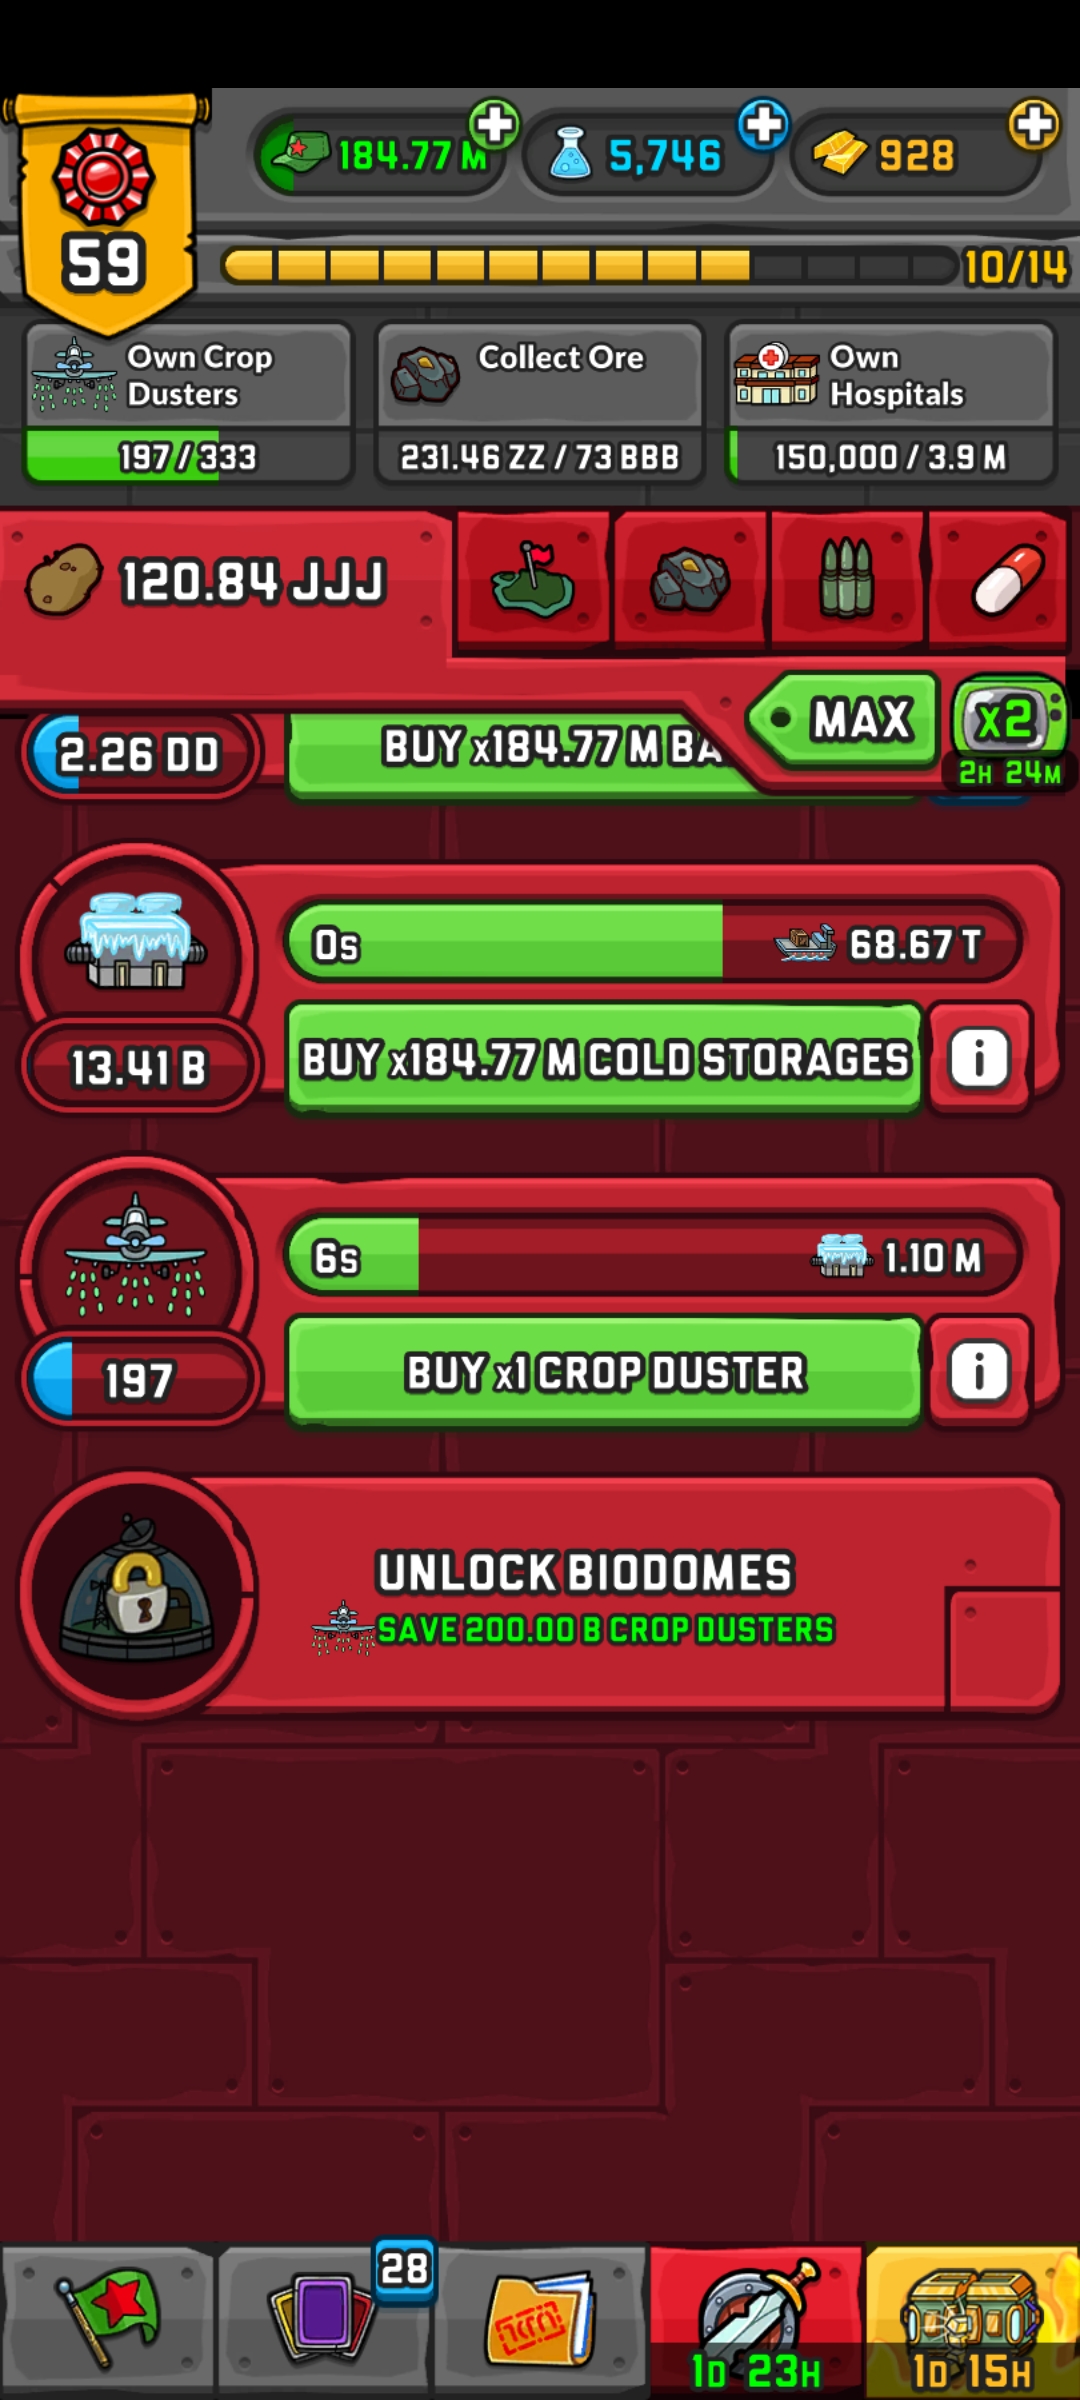 184.77 M
5,746
928
59
10/14
Own Crop
Dusters
197 / 333
Collect Ore
231.46 ZZ / 73 BBB
Own
Hospitals
150,000 / 3.9 M
120.84 JJJ
MAX
x2
2H 24M
2.26 DD
BUY x184.77 M BA
0s
68.67 T
13.41 B
BUY x184.77 M COLD STORAGES
i
6s
1.10 M
197
BUY x1 CROP DUSTER
i
UNLOCK BIODOMES
SAVE 200.00 B CROP DUSTERS
28
1D 23H
1D 15H